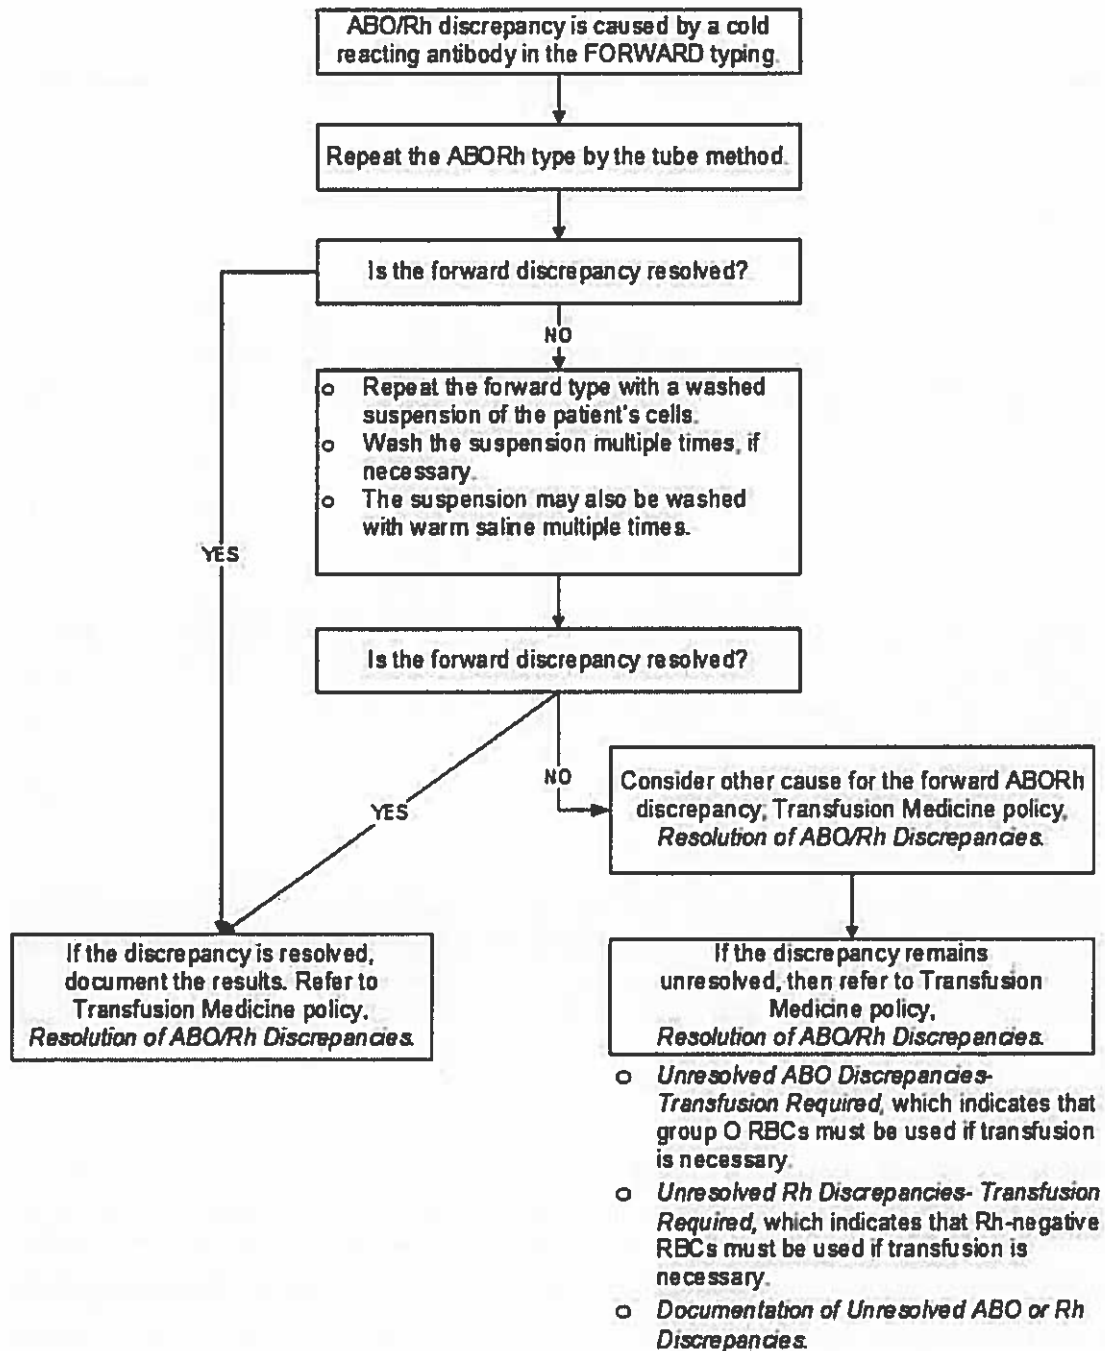 ABO/Rh discrepancy is caused by a cold
reacting antibody in the FORWARD typing.
Repeat the ABORh type by the tube method.
Is the forward discrepancy resolved?
NO
o Repeat the forward type with a washed
suspension of the patient's cells.
o Wash the suspension multiple times, if
necessary.
o The suspension may also be washed
with warm saline multiple times.
YES
Is the forward discrepancy resolved?
NO
YES
Consider other cause for the forward ABORh
discrepancy, Transfusion Medicine policy,
Resolution of ABO/Rh Discrepancies.
If the discrepancy is resolved,
document the results. Refer to
Transfusion Medicine policy,
Resolution of ABO/Rh Discrepancies.
If the discrepancy remains
unresolved, then refer to Transfusion
Medicine policy,
Resolution of ABO/Rh Discrepancies.
o Unresolved ABO Discrepancies-
Transfusion Required, which indicates that
group O RBCs must be used if transfusion
is necessary.
o Unresolved Rh Discrepancies- Transfusion
Required, which indicates that Rh-negative
RBCs must be used if transfusion is
necessary.
o Documentation of Unresolved ABO or Rh
Discrepancies.